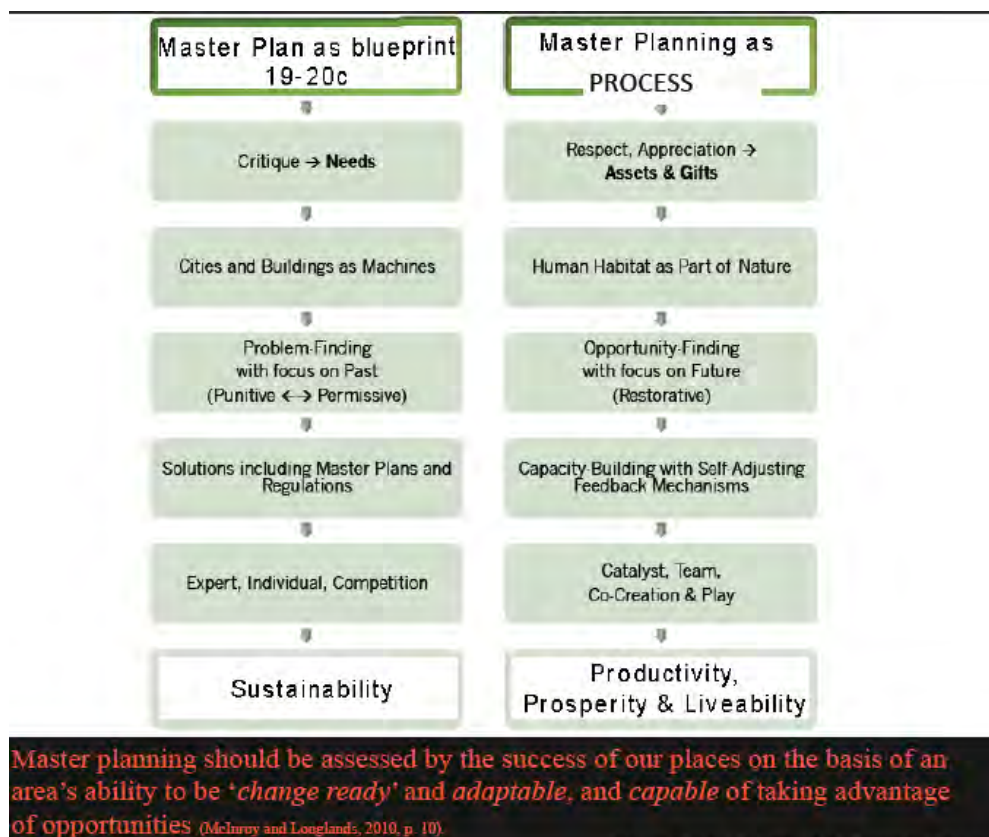 Master Plan as blueprint
19-20c
Critique → Needs
Cities and Buildings as Machines
Problem-Finding
with focus on Past
(Punitive <--> Permissive)
Solutions including Master Plans and
Regulations
Expert, Individual, Competition
Sustainability
Master Planning as
PROCESS
Respect, Appreciation →
Assets & Gifts
Human Habitat as Part of Nature
Opportunity-Finding
with focus on Future
(Restorative)
Capacity-Building with Self-Adjusting
Feedback Mechanisms
Catalyst, Team,
Co-Creation & Play
Productivity,
Prosperity & Liveability
Master planning should be assessed by the success of our places on the basis of an
area's ability to be 'change ready' and adaptable, and capable of taking advantage
of opportunities (McInroy and Longlands, 2010, p. 10).